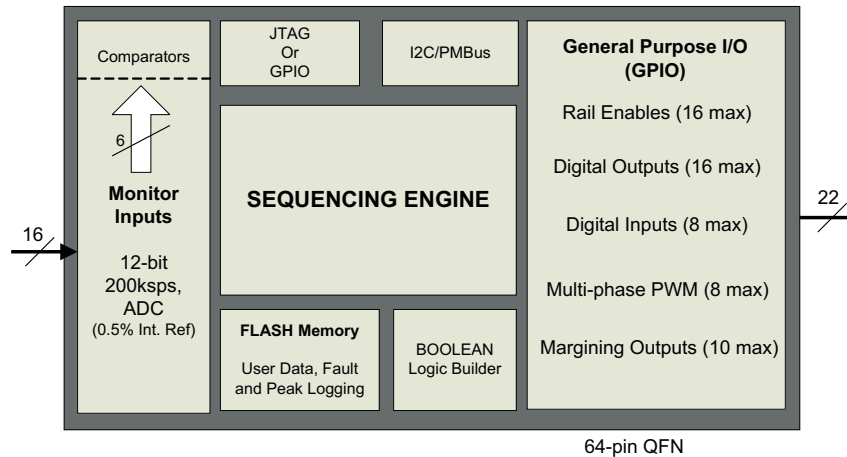 Comparators
6
Monitor
Inputs
16
12-bit
200ksps,
ADC
(0.5% Int. Ref)
JTAG
Or
GPIO
I2C/PMBus
SEQUENCING ENGINE
FLASH Memory
User Data, Fault
and Peak Logging
BOOLEAN
Logic Builder
General Purpose I/O
(GPIO)
Rail Enables (16 max)
Digital Outputs (16 max)
Digital Inputs (8 max)
Multi-phase PWM (8 max)
Margining Outputs (10 max)
22
64-pin QFN